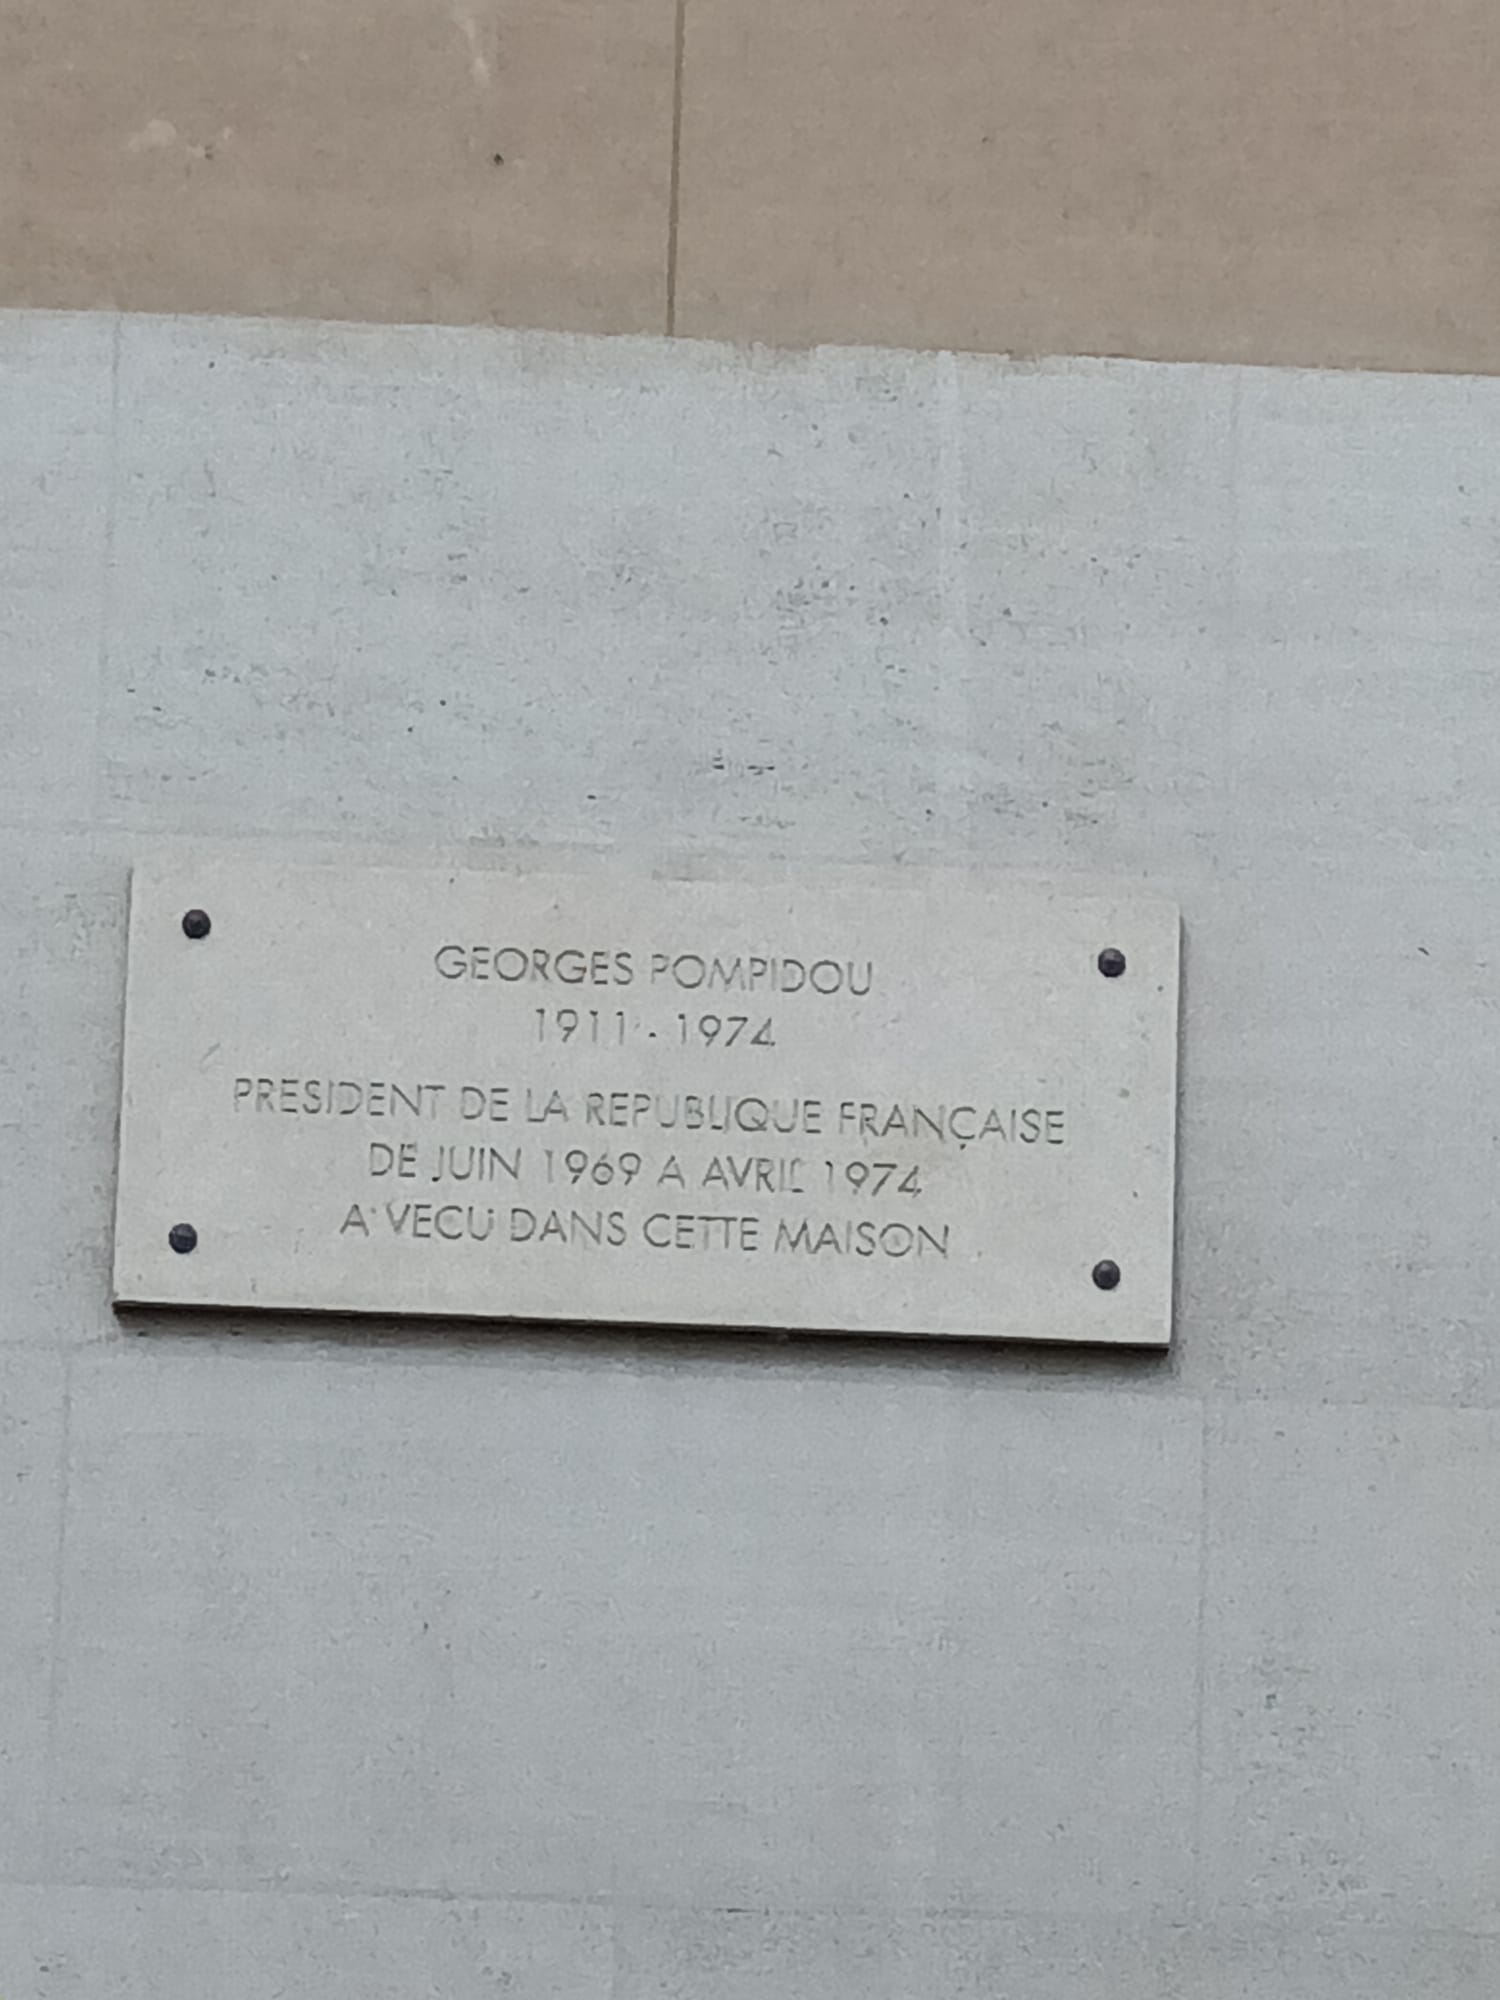 GEORGES POMPIDOU
1911 - 1974
PRESIDENT DE LA REPUBLIQUE FRANÇAISE
DE JUIN 1969 A AVRIL 1974
A VECU DANS CETTE MAISON